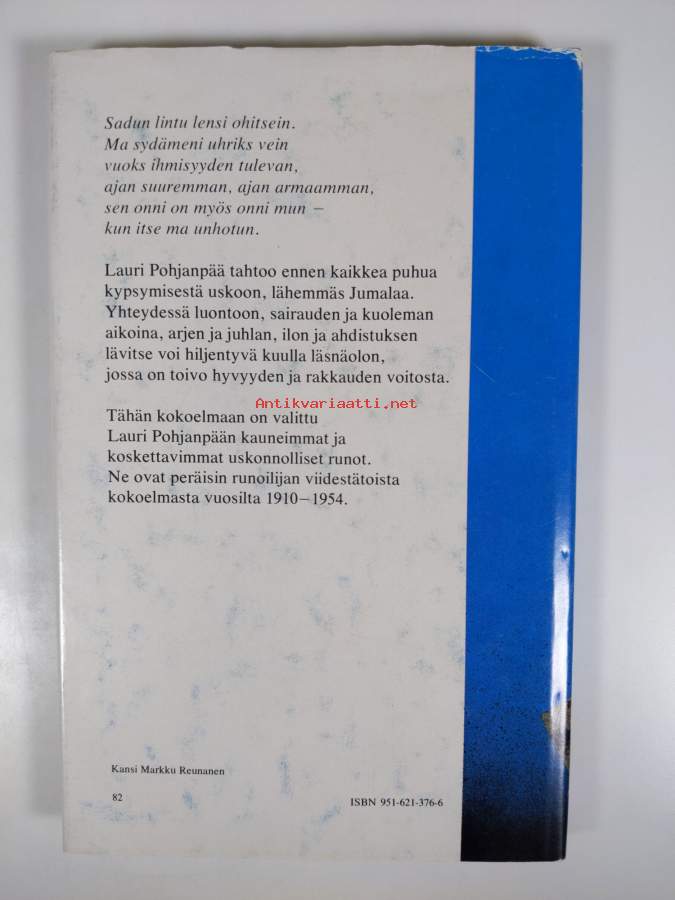 Sadun lintu lensi ohitsein.
Ma sydämeni uhriks vein
vuoks ihmisyyden tulevan,
ajan suuremman, ajan armaamman,
sen onni on myös onni mun –
kun itse ma unhotun.
Lauri Pohjanpää tahtoo ennen kaikkea puhua
kypsymisestä uskoon, lähemmäs Jumalaa.
Yhteydessä luontoon, sairauden ja kuoleman
aikoina, arjen ja juhlan, ilon ja ahdistuksen
lävitse voi hiljentyvä kuulla läsnäolon,
jossa on toivo hyvyyden ja rakkauden voitosta.
Antikvariaatti.net
Tähän kokoelmaan on valittu
Lauri Pohjanpään kauneimmat ja
koskettavimmat uskonnolliset runot.
Ne ovat peräisin runoilijan viidestätoista
kokoelmasta vuosilta 1910–1954.
Kansi Markku Reunanen
82
ISBN 951-621-376-6